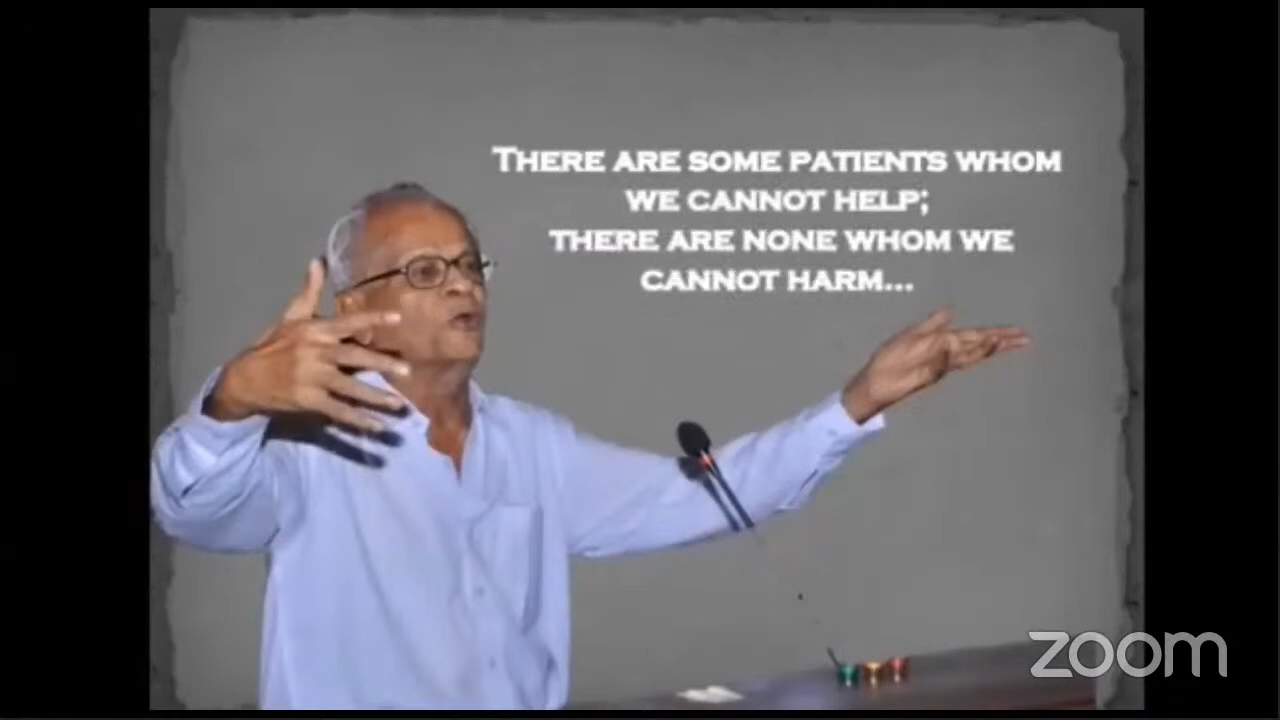 THERE ARE SOME PATIENTS WHOM
WE CANNOT HELP;
THERE ARE NONE WHOM WE
CANNOT HARM...
zoom